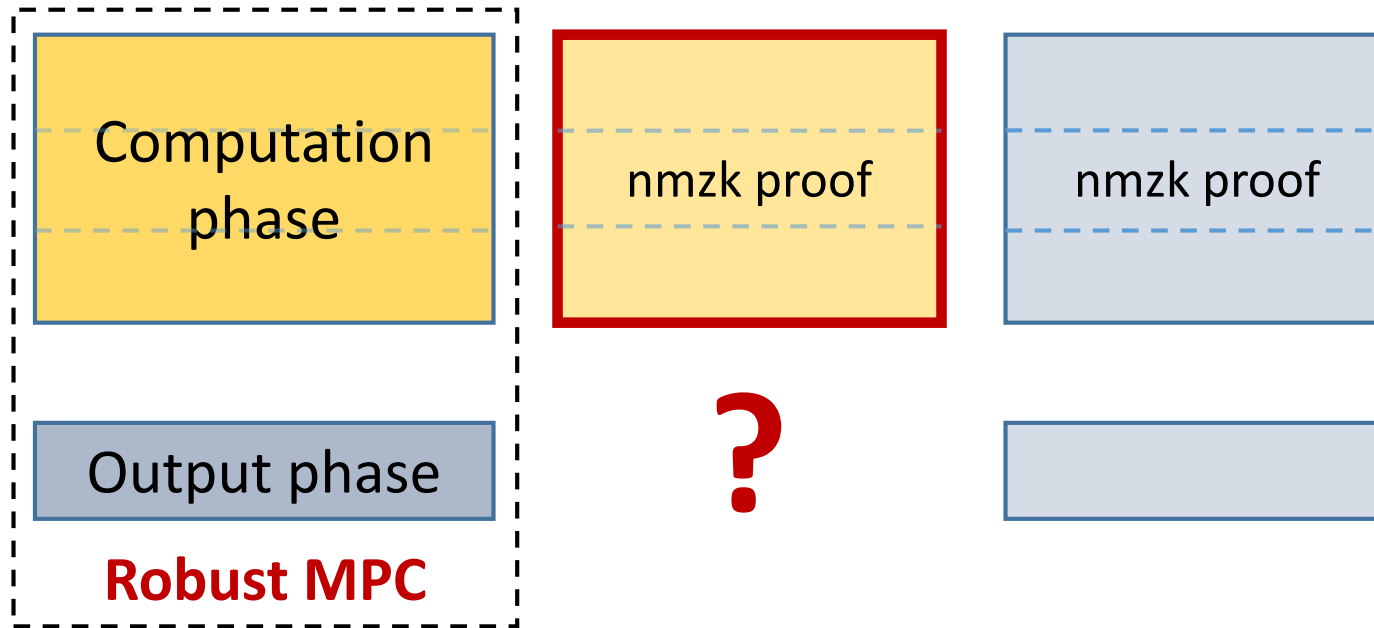 Computation
phase
nmzk proof
nmzk proof
?
Output phase
Robust MPC